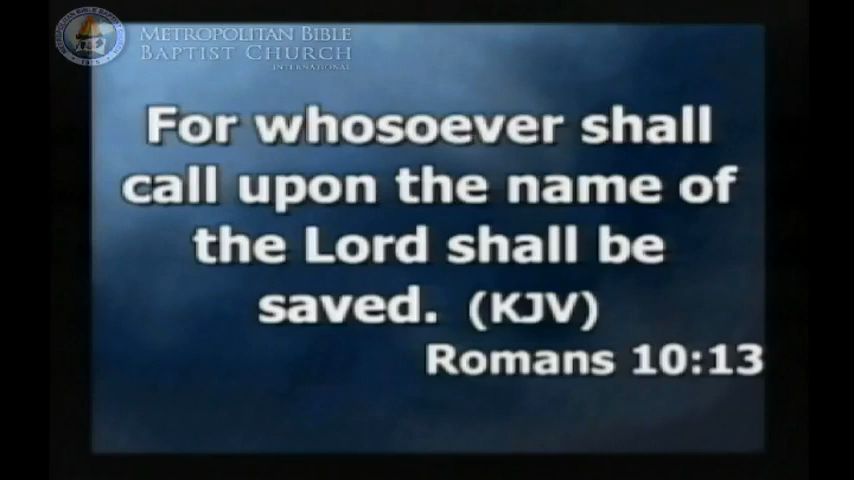 METROPOLITAN BIBLE
BAPTIST CHURCH
INTERNATIONAL
For whosoever shall
call upon the name of
the Lord shall be
saved. (KJV)
Romans 10:13